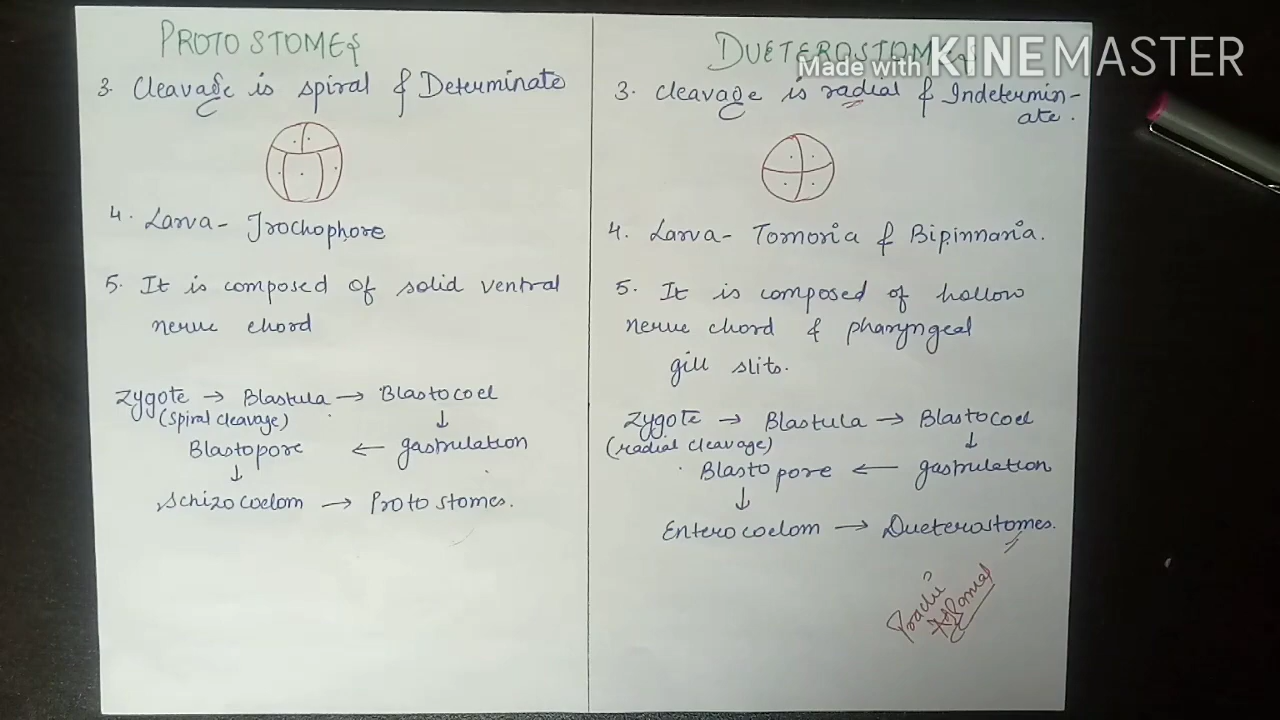 PROTOSTOMES
3. Cleavage is spiral & Determinate
4. Larva - Trochophore
5. It is composed of solid ventral
nerve chord
Zygote → Blastula → Blastocoel
(Spiral cleavage) ↓
Blastopore ← gastrulation
↓
Schizocoelom → Protostomes.
DUETEROSTOMES
Made with KINEMASTER
3. Cleavage is radial & Indetermin-
ate.
4. Larva - Tornoria & Bipinnaria.
5. It is composed of hollow
nerve chord & pharyngeal
gill slits.
Zygote → Blastula → Blastocoel
(radial cleavage) ↓
Blastopore ← gastrulation
↓
Enterocoelom → Dueterostomes.
Prachi